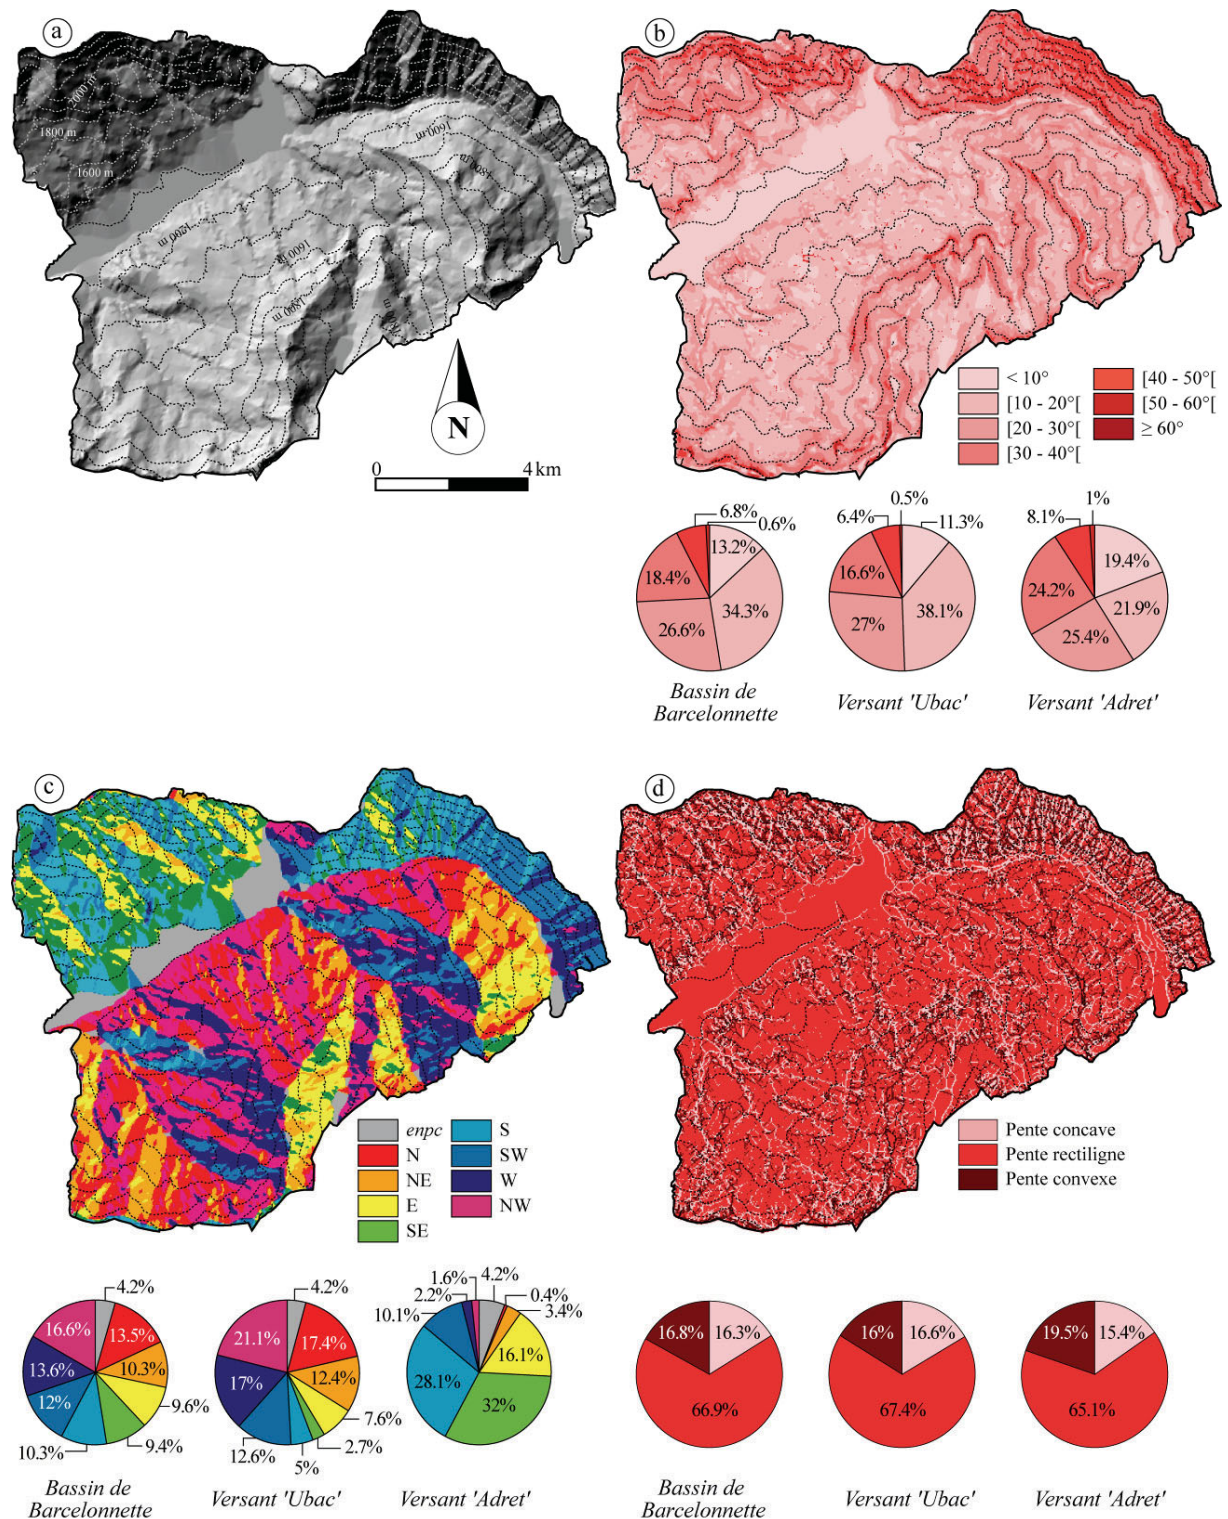 a
2000 m
1800 m
1600 m
1200 m
1600 m
1800 m
1600 m
1800 m
N
0 4 km
b
< 10°
[10 - 20°[
[20 - 30°[
[30 - 40°[
[40 - 50°[
[50 - 60°[
≥ 60°
6.8%
0.6%
13.2%
18.4%
34.3%
26.6%
Bassin de
Barcelonnette
0.5%
6.4%
11.3%
16.6%
38.1%
27%
Versant 'Ubac'
1%
8.1%
19.4%
24.2%
21.9%
25.4%
Versant 'Adret'
c
enpc
N
NE
E
SE
S
SW
W
NW
4.2%
16.6%
13.5%
13.6%
10.3%
12%
9.6%
10.3%
9.4%
Bassin de
Barcelonnette
4.2%
21.1%
17.4%
17%
12.4%
7.6%
12.6%
2.7%
5%
Versant 'Ubac'
1.6%
4.2%
2.2%
0.4%
10.1%
3.4%
16.1%
28.1%
32%
Versant 'Adret'
d
Pente concave
Pente rectiligne
Pente convexe
16.8%
16.3%
66.9%
Bassin de
Barcelonnette
16%
16.6%
67.4%
Versant 'Ubac'
19.5%
15.4%
65.1%
Versant 'Adret'